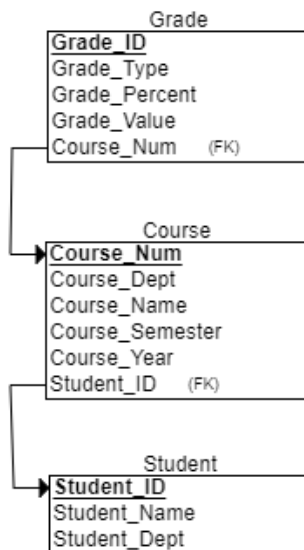 Grade
Grade_ID
Grade_Type
Grade_Percent
Grade_Value
Course_Num (FK)
Course
Course_Num
Course_Dept
Course_Name
Course_Semester
Course_Year
Student_ID (FK)
Student
Student_ID
Student_Name
Student_Dept